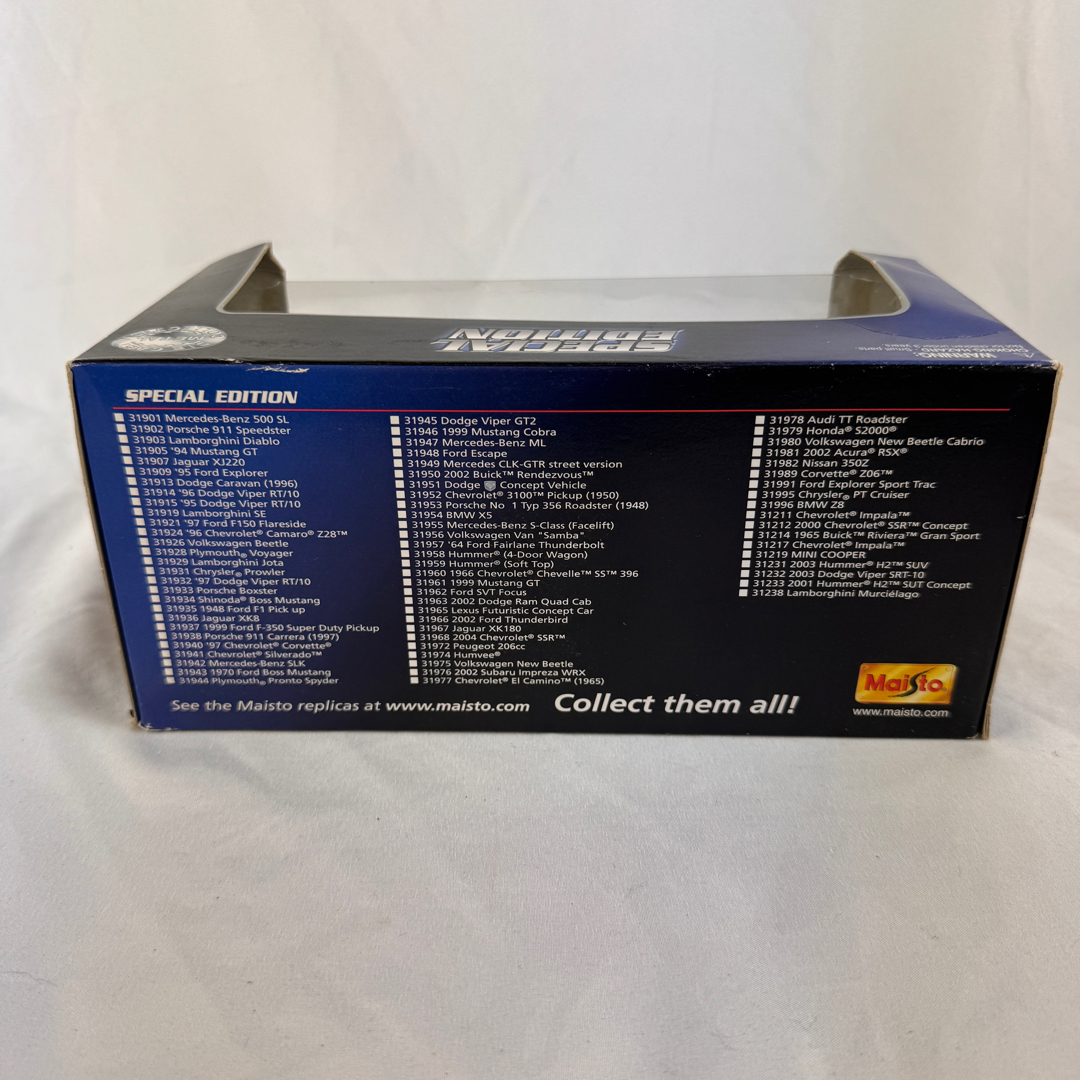 SPECIAL
EDITION
WARNING:
SPECIAL EDITION
31901 Mercedes-Benz 500 SL
31902 Porsche 911 Speedster
31903 Lamborghini Diablo
31905 '94 Mustang GT
31907 Jaguar XJ220
31909 '95 Ford Explorer
31913 Dodge Caravan (1996)
31914 '96 Dodge Viper RT/10
31915 '95 Dodge Viper RT/10
31919 Lamborghini SE
31921 '97 Ford F150 Flareside
31924 '96 Chevrolet® Camaro® Z28™
31926 Volkswagen Beetle
31928 Plymouth® Voyager
31929 Lamborghini Jota
31931 Chrysler® Prowler
31932 '97 Dodge Viper RT/10
31933 Porsche Boxster
31934 Shinoda® Boss Mustang
31935 1948 Ford F1 Pick up
31936 Jaguar XK8
31937 1999 Ford F-350 Super Duty Pickup
31938 Porsche 911 Carrera (1997)
31940 '97 Chevrolet® Corvette®
31941 Chevrolet® Silverado™
31942 Mercedes-Benz SLK
31943 1970 Ford Boss Mustang
31944 Plymouth® Pronto Spyder
31945 Dodge Viper GT2
31946 1999 Mustang Cobra
31947 Mercedes-Benz ML
31948 Ford Escape
31949 Mercedes CLK-GTR street version
31950 2002 Buick™ Rendezvous™
31951 Dodge Concept Vehicle
31952 Chevrolet® 3100™ Pickup (1950)
31953 Porsche No 1 Typ 356 Roadster (1948)
31954 BMW X5
31955 Mercedes-Benz S-Class (Facelift)
31956 Volkswagen Van "Samba"
31957 '64 Ford Fairlane Thunderbolt
31958 Hummer® (4-Door Wagon)
31959 Hummer® (Soft Top)
31960 1966 Chevrolet® Chevelle™ SS™ 396
31961 1999 Mustang GT
31962 Ford SVT Focus
31963 2002 Dodge Ram Quad Cab
31965 Lexus Futuristic Concept Car
31966 2002 Ford Thunderbird
31967 Jaguar XK180
31968 2004 Chevrolet® SSR™
31972 Peugeot 206cc
31974 Humvee®
31975 Volkswagen New Beetle
31976 2002 Subaru Impreza WRX
31977 Chevrolet® El Camino™ (1965)
31978 Audi TT Roadster
31979 Honda® S2000®
31980 Volkswagen New Beetle Cabrio
31981 2002 Acura® RSX®
31982 Nissan 350Z
31989 Corvette® Z06™
31991 Ford Explorer Sport Trac
31995 Chrysler® PT Cruiser
31996 BMW Z8
31211 Chevrolet® Impala™
31212 2000 Chevrolet® SSR™ Concept
31214 1965 Buick™ Riviera™ Gran Sport
31217 Chevrolet® Impala™
31219 MINI COOPER
31231 2003 Hummer® H2™ SUV
31232 2003 Dodge Viper SRT-10
31233 2001 Hummer® H2™ SUT Concept
31238 Lamborghini Murciélago
See the Maisto replicas at www.maisto.com
Collect them all!
Maisto
www.maisto.com